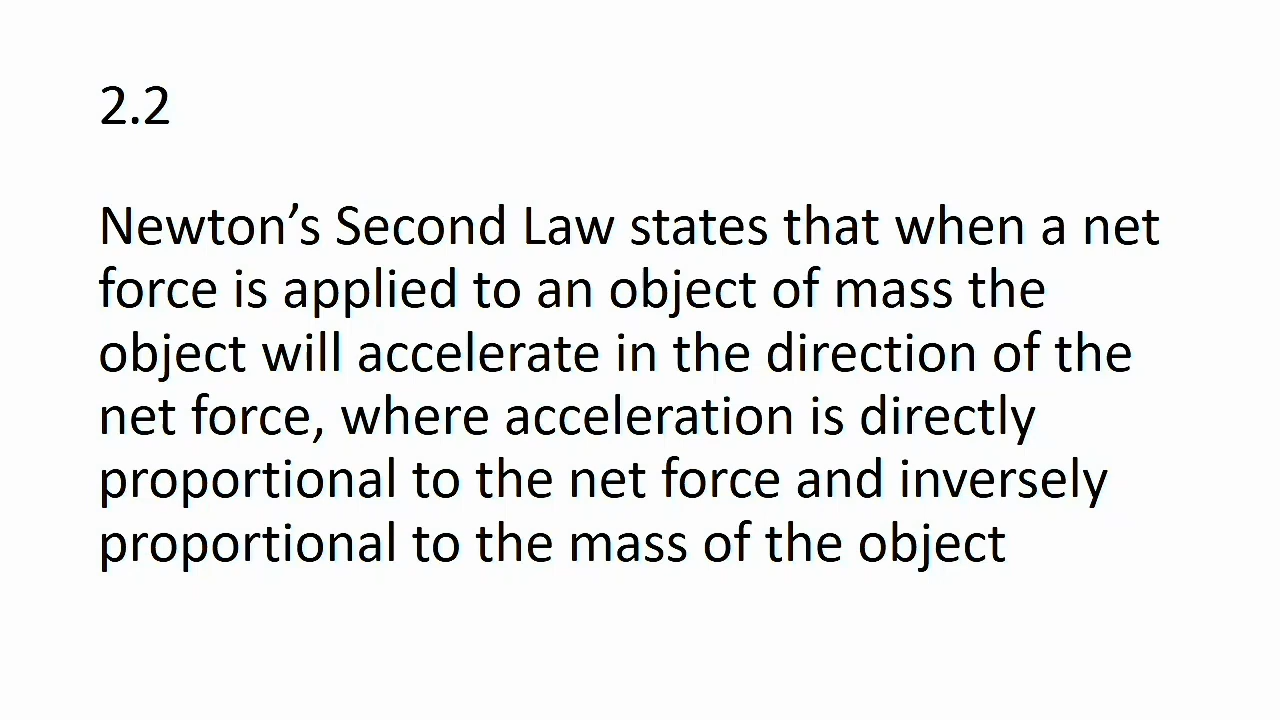 2.2
Newton’s Second Law states that when a net
force is applied to an object of mass the
object will accelerate in the direction of the
net force, where acceleration is directly
proportional to the net force and inversely
proportional to the mass of the object